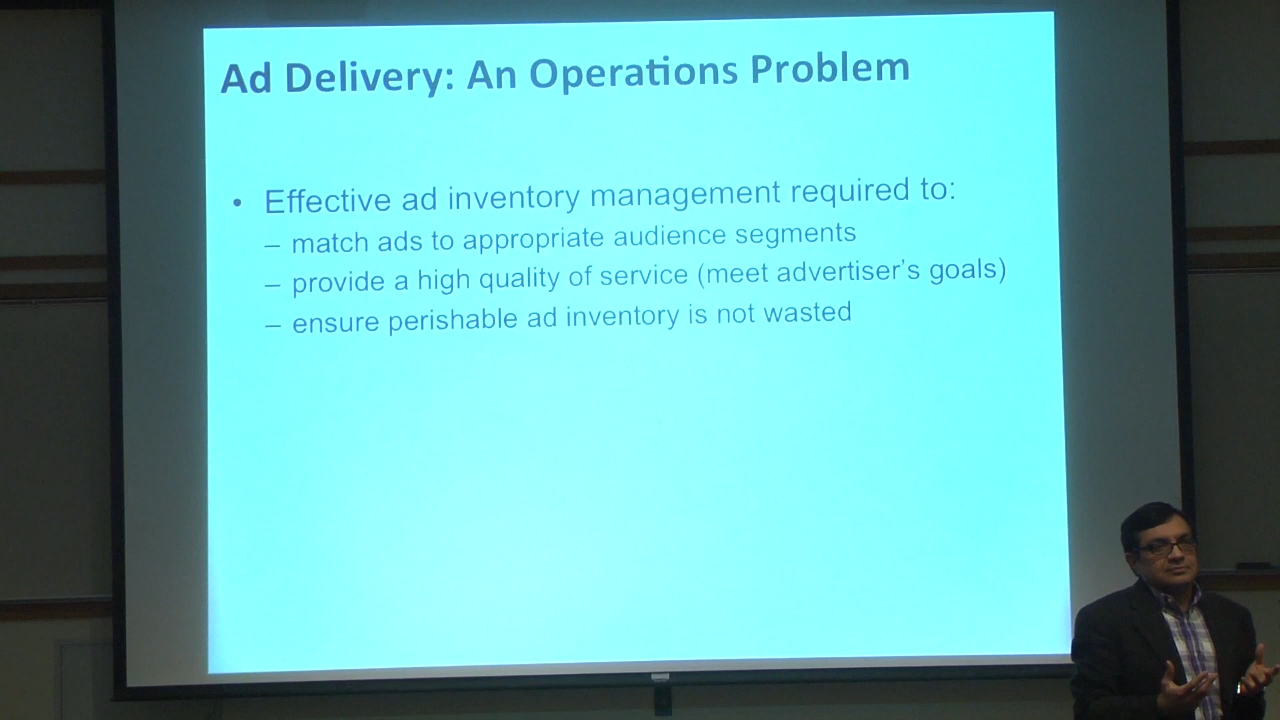 Ad Delivery: An Operations Problem
• Effective ad inventory management required to:
– match ads to appropriate audience segments
– provide a high quality of service (meet advertiser's goals)
– ensure perishable ad inventory is not wasted